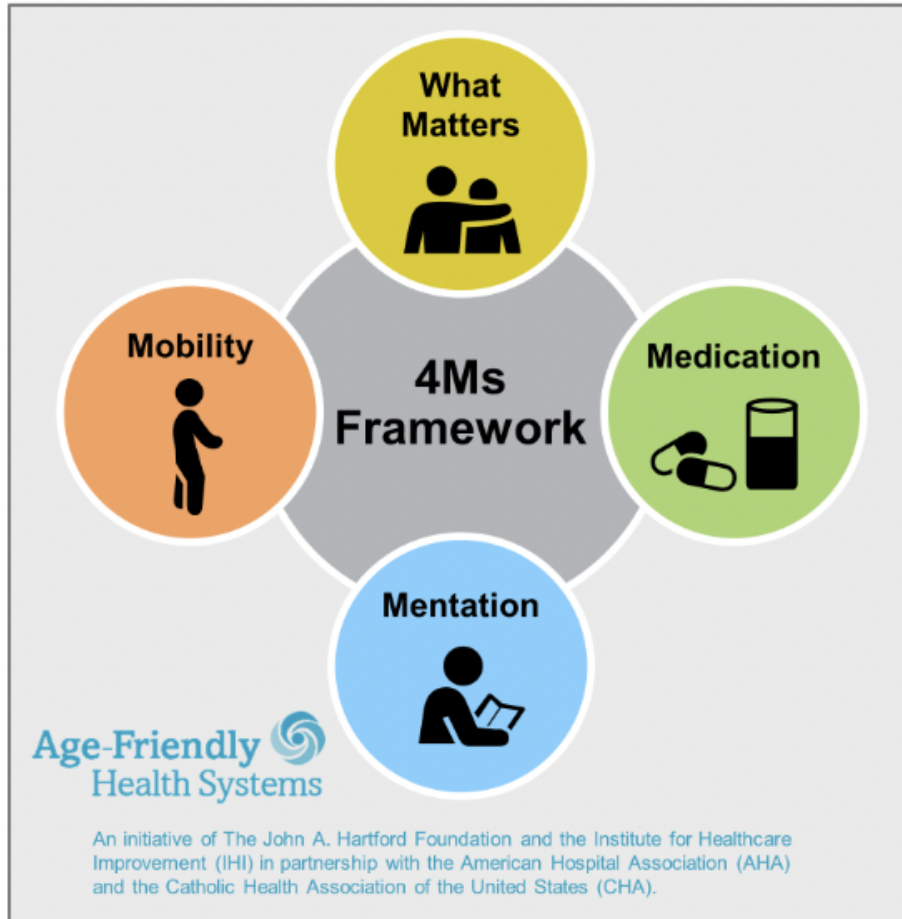 What
Matters
Mobility
4Ms
Framework
Medication
Mentation
Age-Friendly
Health Systems
An initiative of The John A. Hartford Foundation and the Institute for Healthcare
Improvement (IHI) in partnership with the American Hospital Association (AHA)
and the Catholic Health Association of the United States (CHA).